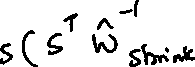 s ( s^T ŵ^{-1}_{shrink}